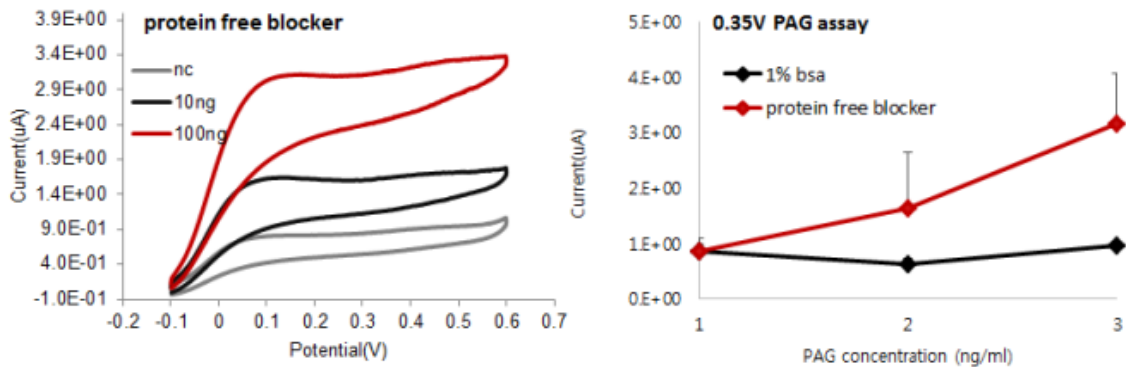 protein free blocker
nc
10ng
100ng
3.9E+00
3.4E+00
2.9E+00
2.4E+00
1.9E+00
1.4E+00
9.0E-01
4.0E-01
-1.0E-01
Current(uA)
-0.2 -0.1 0 0.1 0.2 0.3 0.4 0.5 0.6 0.7
Potential(V)
0.35V PAG assay
1% bsa
protein free blocker
5.E+00
4.E+00
3.E+00
2.E+00
1.E+00
0.E+00
Current(uA)
1 2 3
PAG concentration (ng/ml)